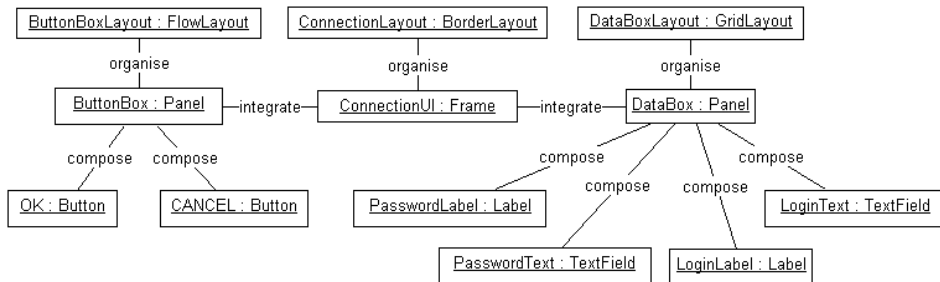 ButtonBoxLayout : FlowLayout
ConnectionLayout : BorderLayout
DataBoxLayout : GridLayout
organise
organise
organise
ButtonBox : Panel
integrate
ConnectionUI : Frame
integrate
DataBox : Panel
compose
compose
compose
compose
compose
compose
OK : Button
CANCEL : Button
PasswordLabel : Label
LoginText : TextField
PasswordText : TextField
LoginLabel : Label